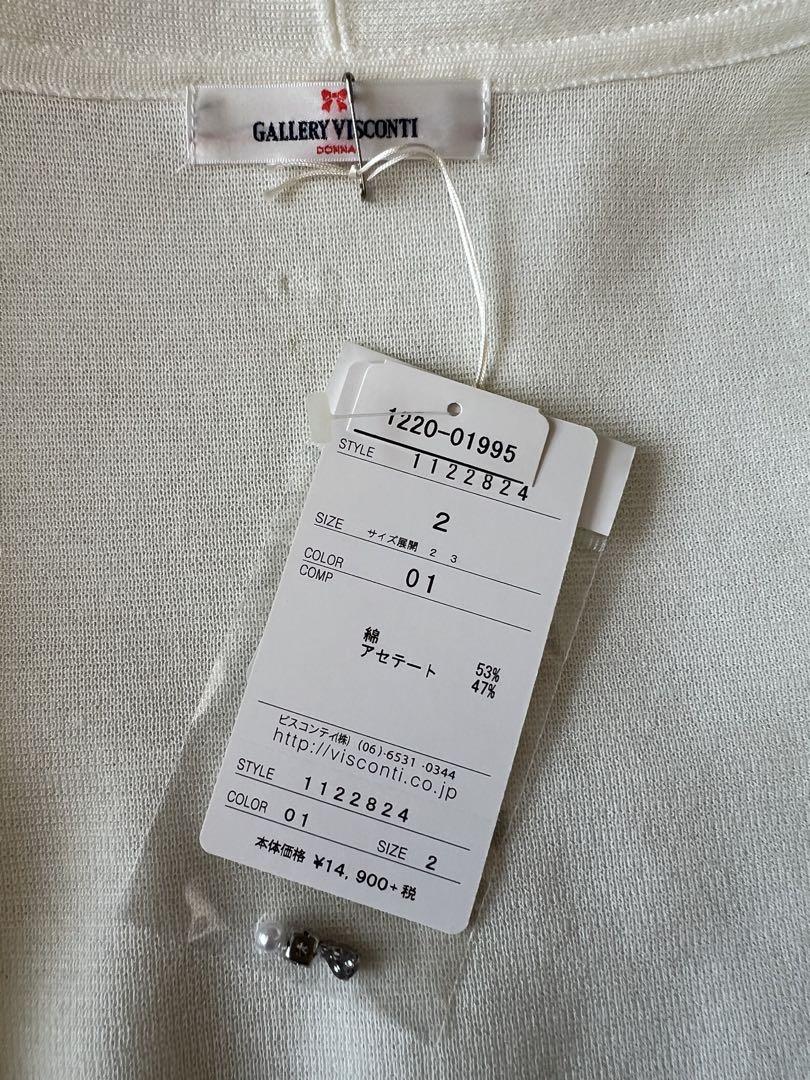 GALLERY VISCONTI
DONNA
1220-01995
STYLE 1122824
SIZE 2
サイズ展開 2 3
COLOR 01
COMP
綿 53%
アセテート 47%
ビスコンティ(株) (06)-6531-0344
http://visconti.co.jp
STYLE 1122824
COLOR 01 SIZE 2
本体価格 ¥14,900+税